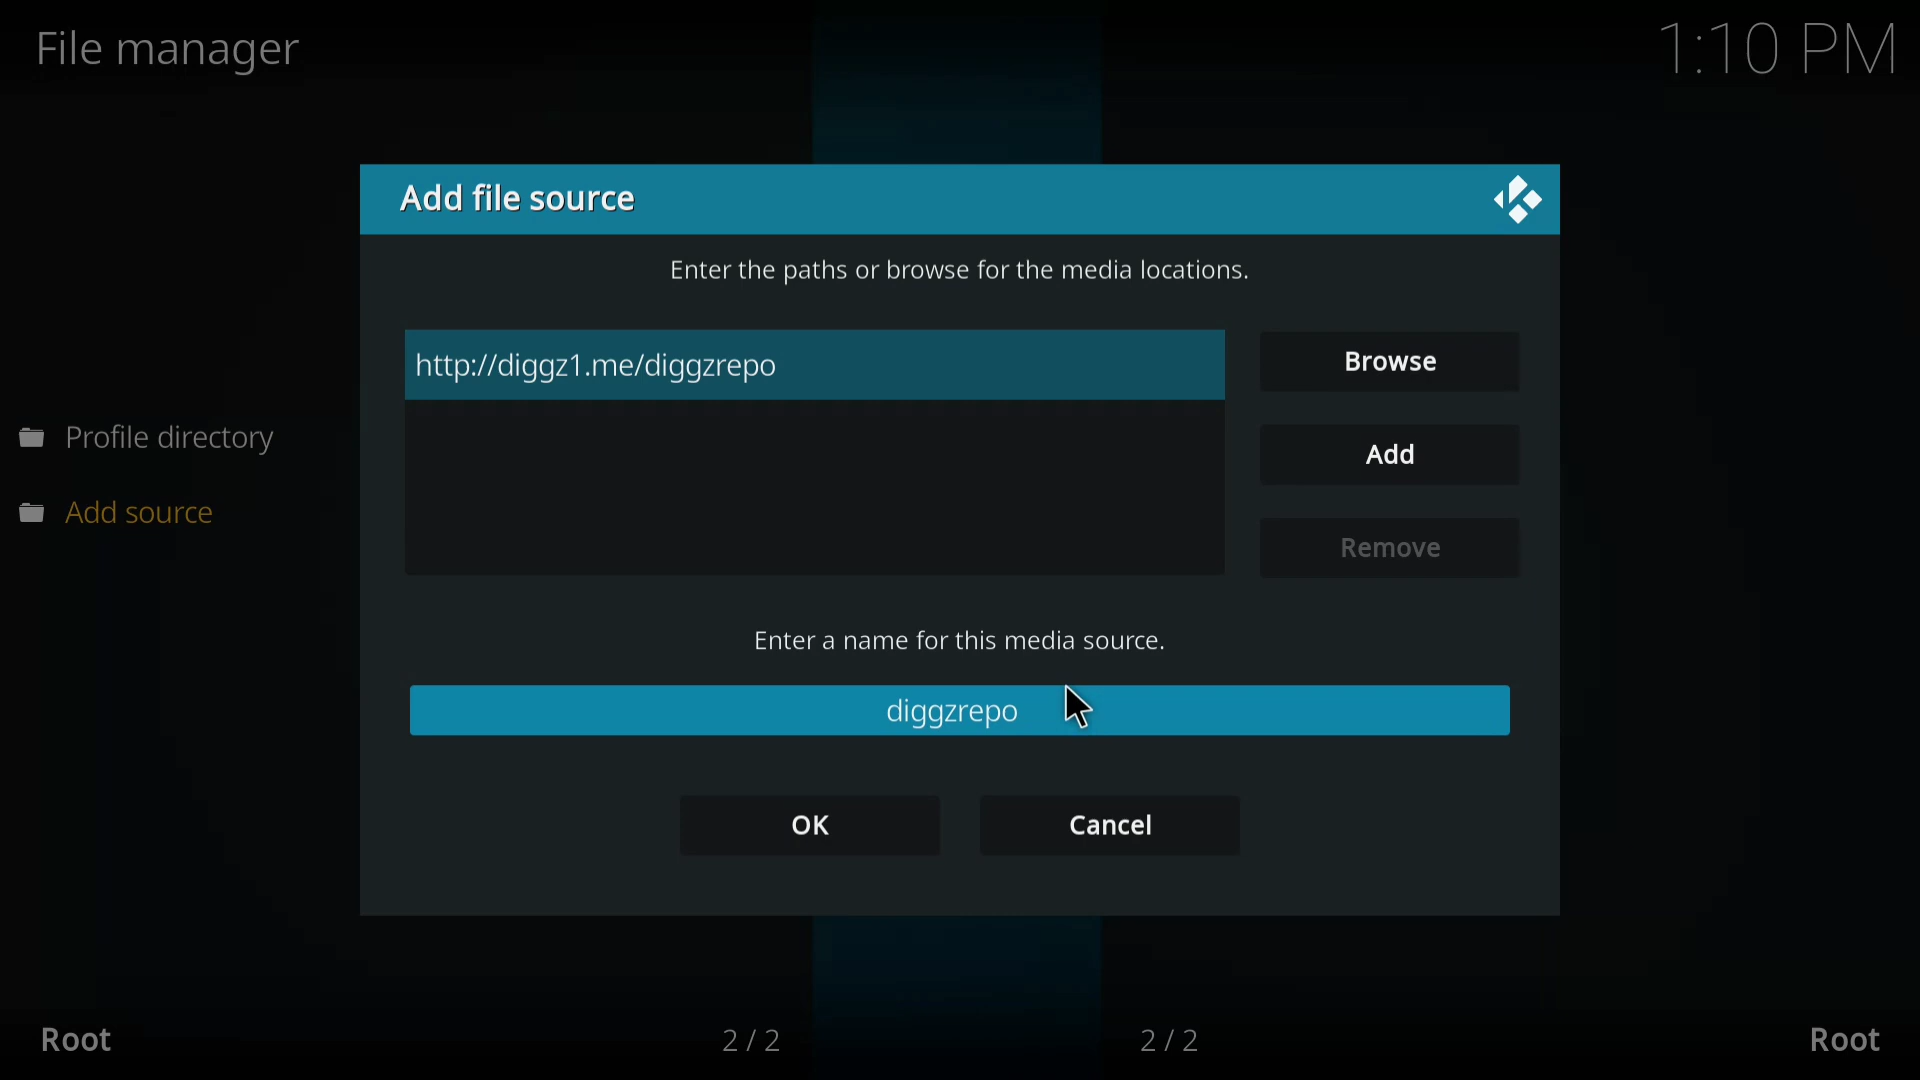 File manager
1:10 PM
Add file source
Enter the paths or browse for the media locations.
http://diggz1.me/diggzrepo
Browse
Add
Remove
Profile directory
Add source
Enter a name for this media source.
diggzrepo
OK
Cancel
Root
2 / 2
2 / 2
Root